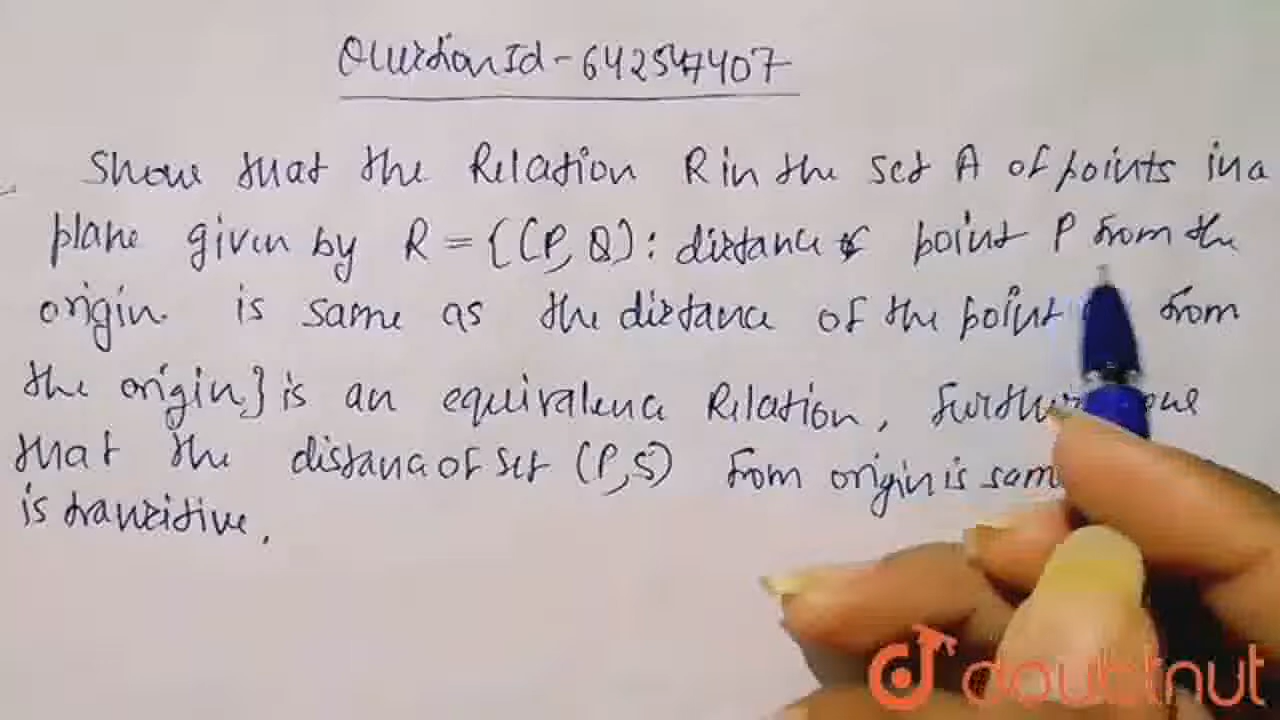 Question Id - 642547407
Show that the Relation R in the set A of points in a
plane given by R = {(P, Q) : distance of point P from the
origin is same as the distance of the point from
the origin} is an equivalence Relation, further
that the distance of set (P, S) from origin is same
is transitive.
doubtnut